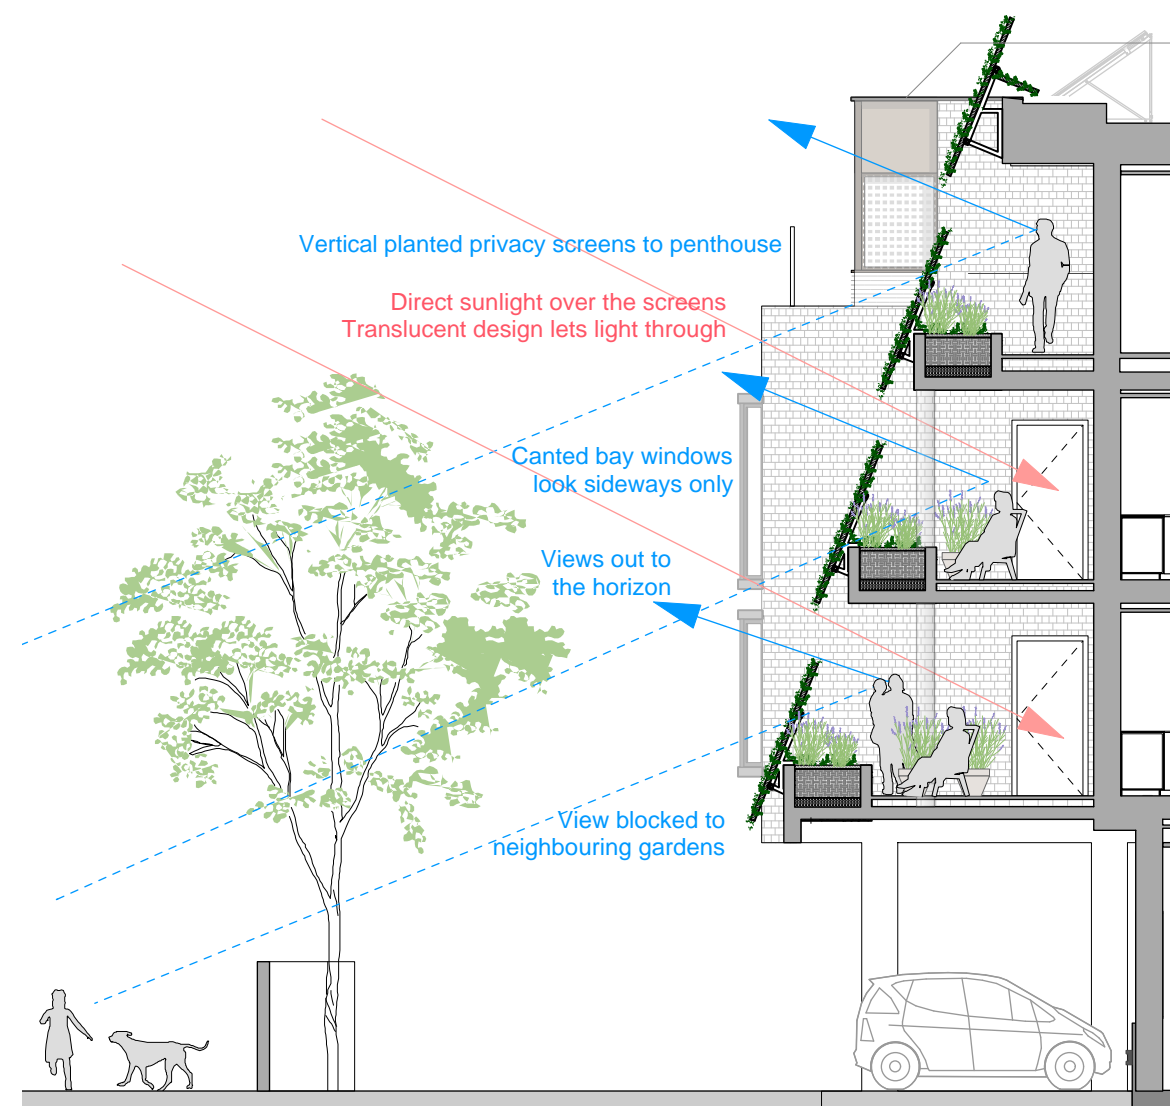 Vertical planted privacy screens to penthouse
Direct sunlight over the screens
Translucent design lets light through
Canted bay windows
look sideways only
Views out to
the horizon
View blocked to
neighbouring gardens